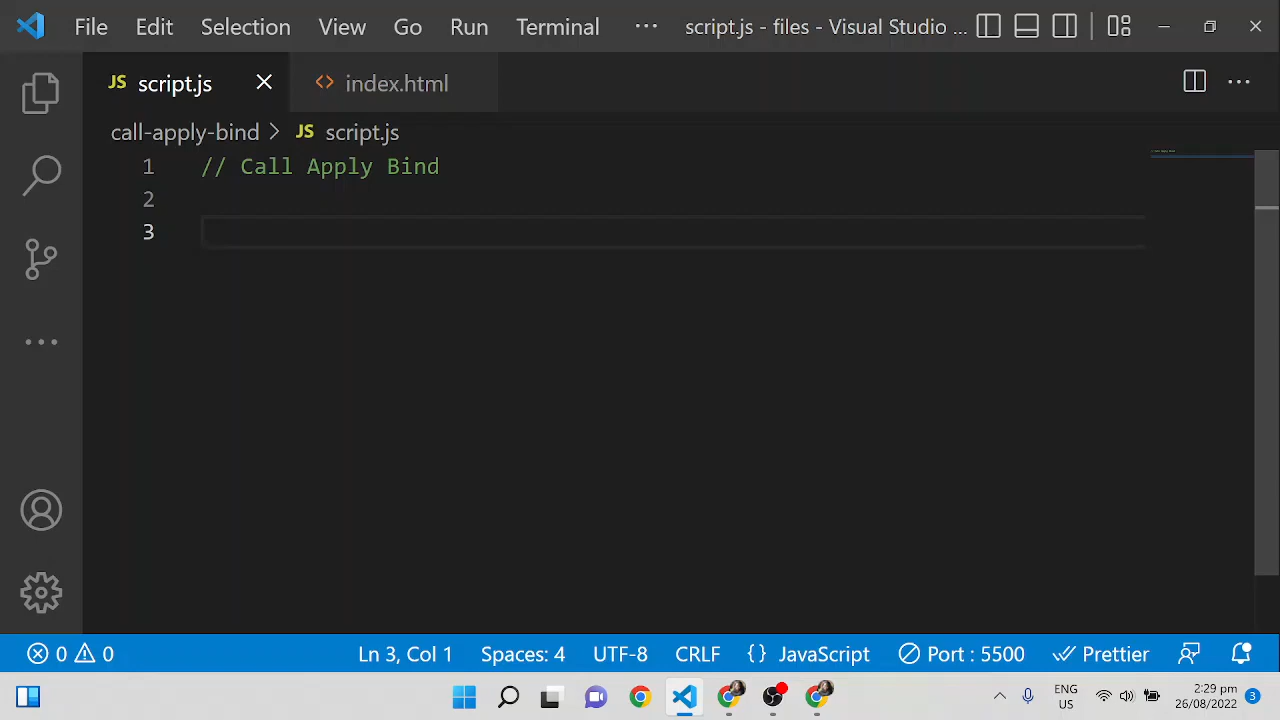 File Edit Selection View Go Run Terminal ··· script.js - files - Visual Studio ...
JS script.js index.html ···
call-apply-bind > JS script.js
1 // Call Apply Bind
2
3
0 0 Ln 3, Col 1 Spaces: 4 UTF-8 CRLF {} JavaScript Port : 5500 Prettier
ENG
US
2:29 pm
26/08/2022
3